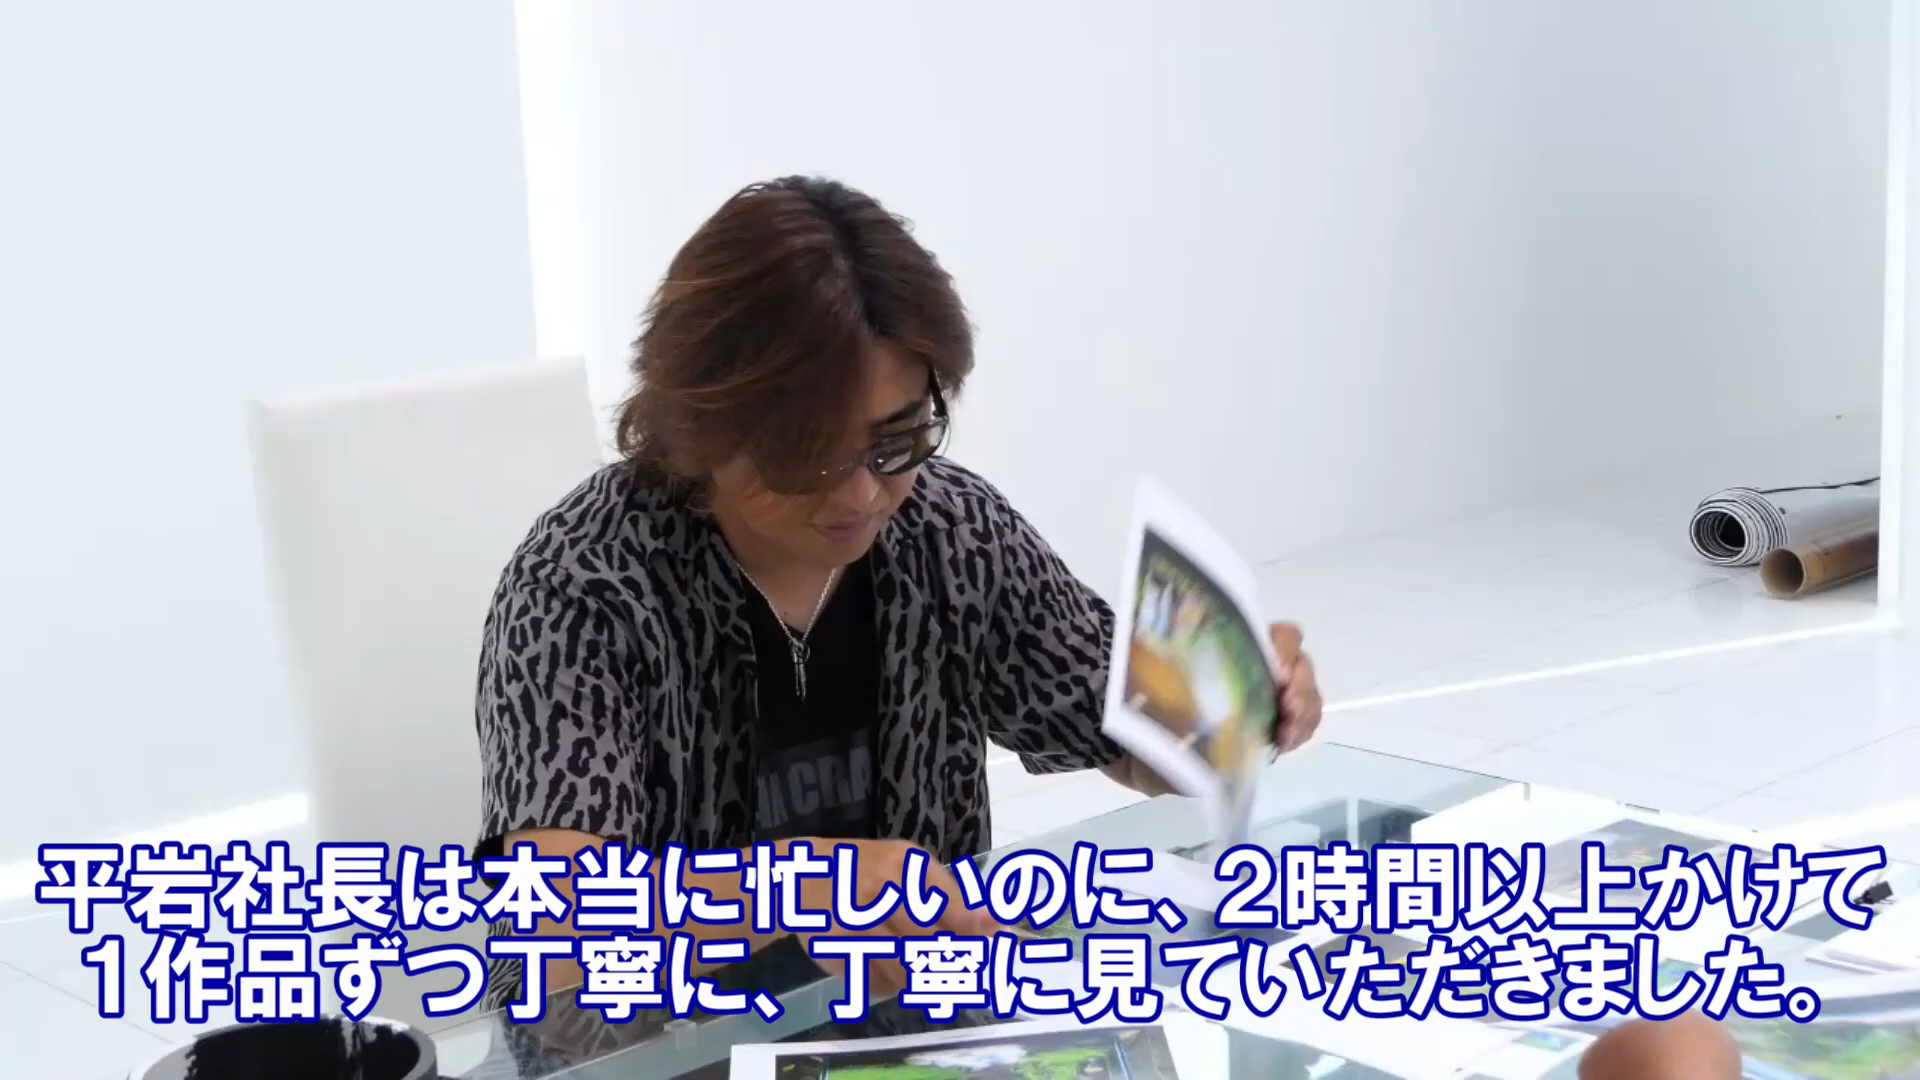 平岩社長は本当に忙しいのに、２時間以上かけて
１作品ずつ丁寧に、丁寧に見ていただきました。